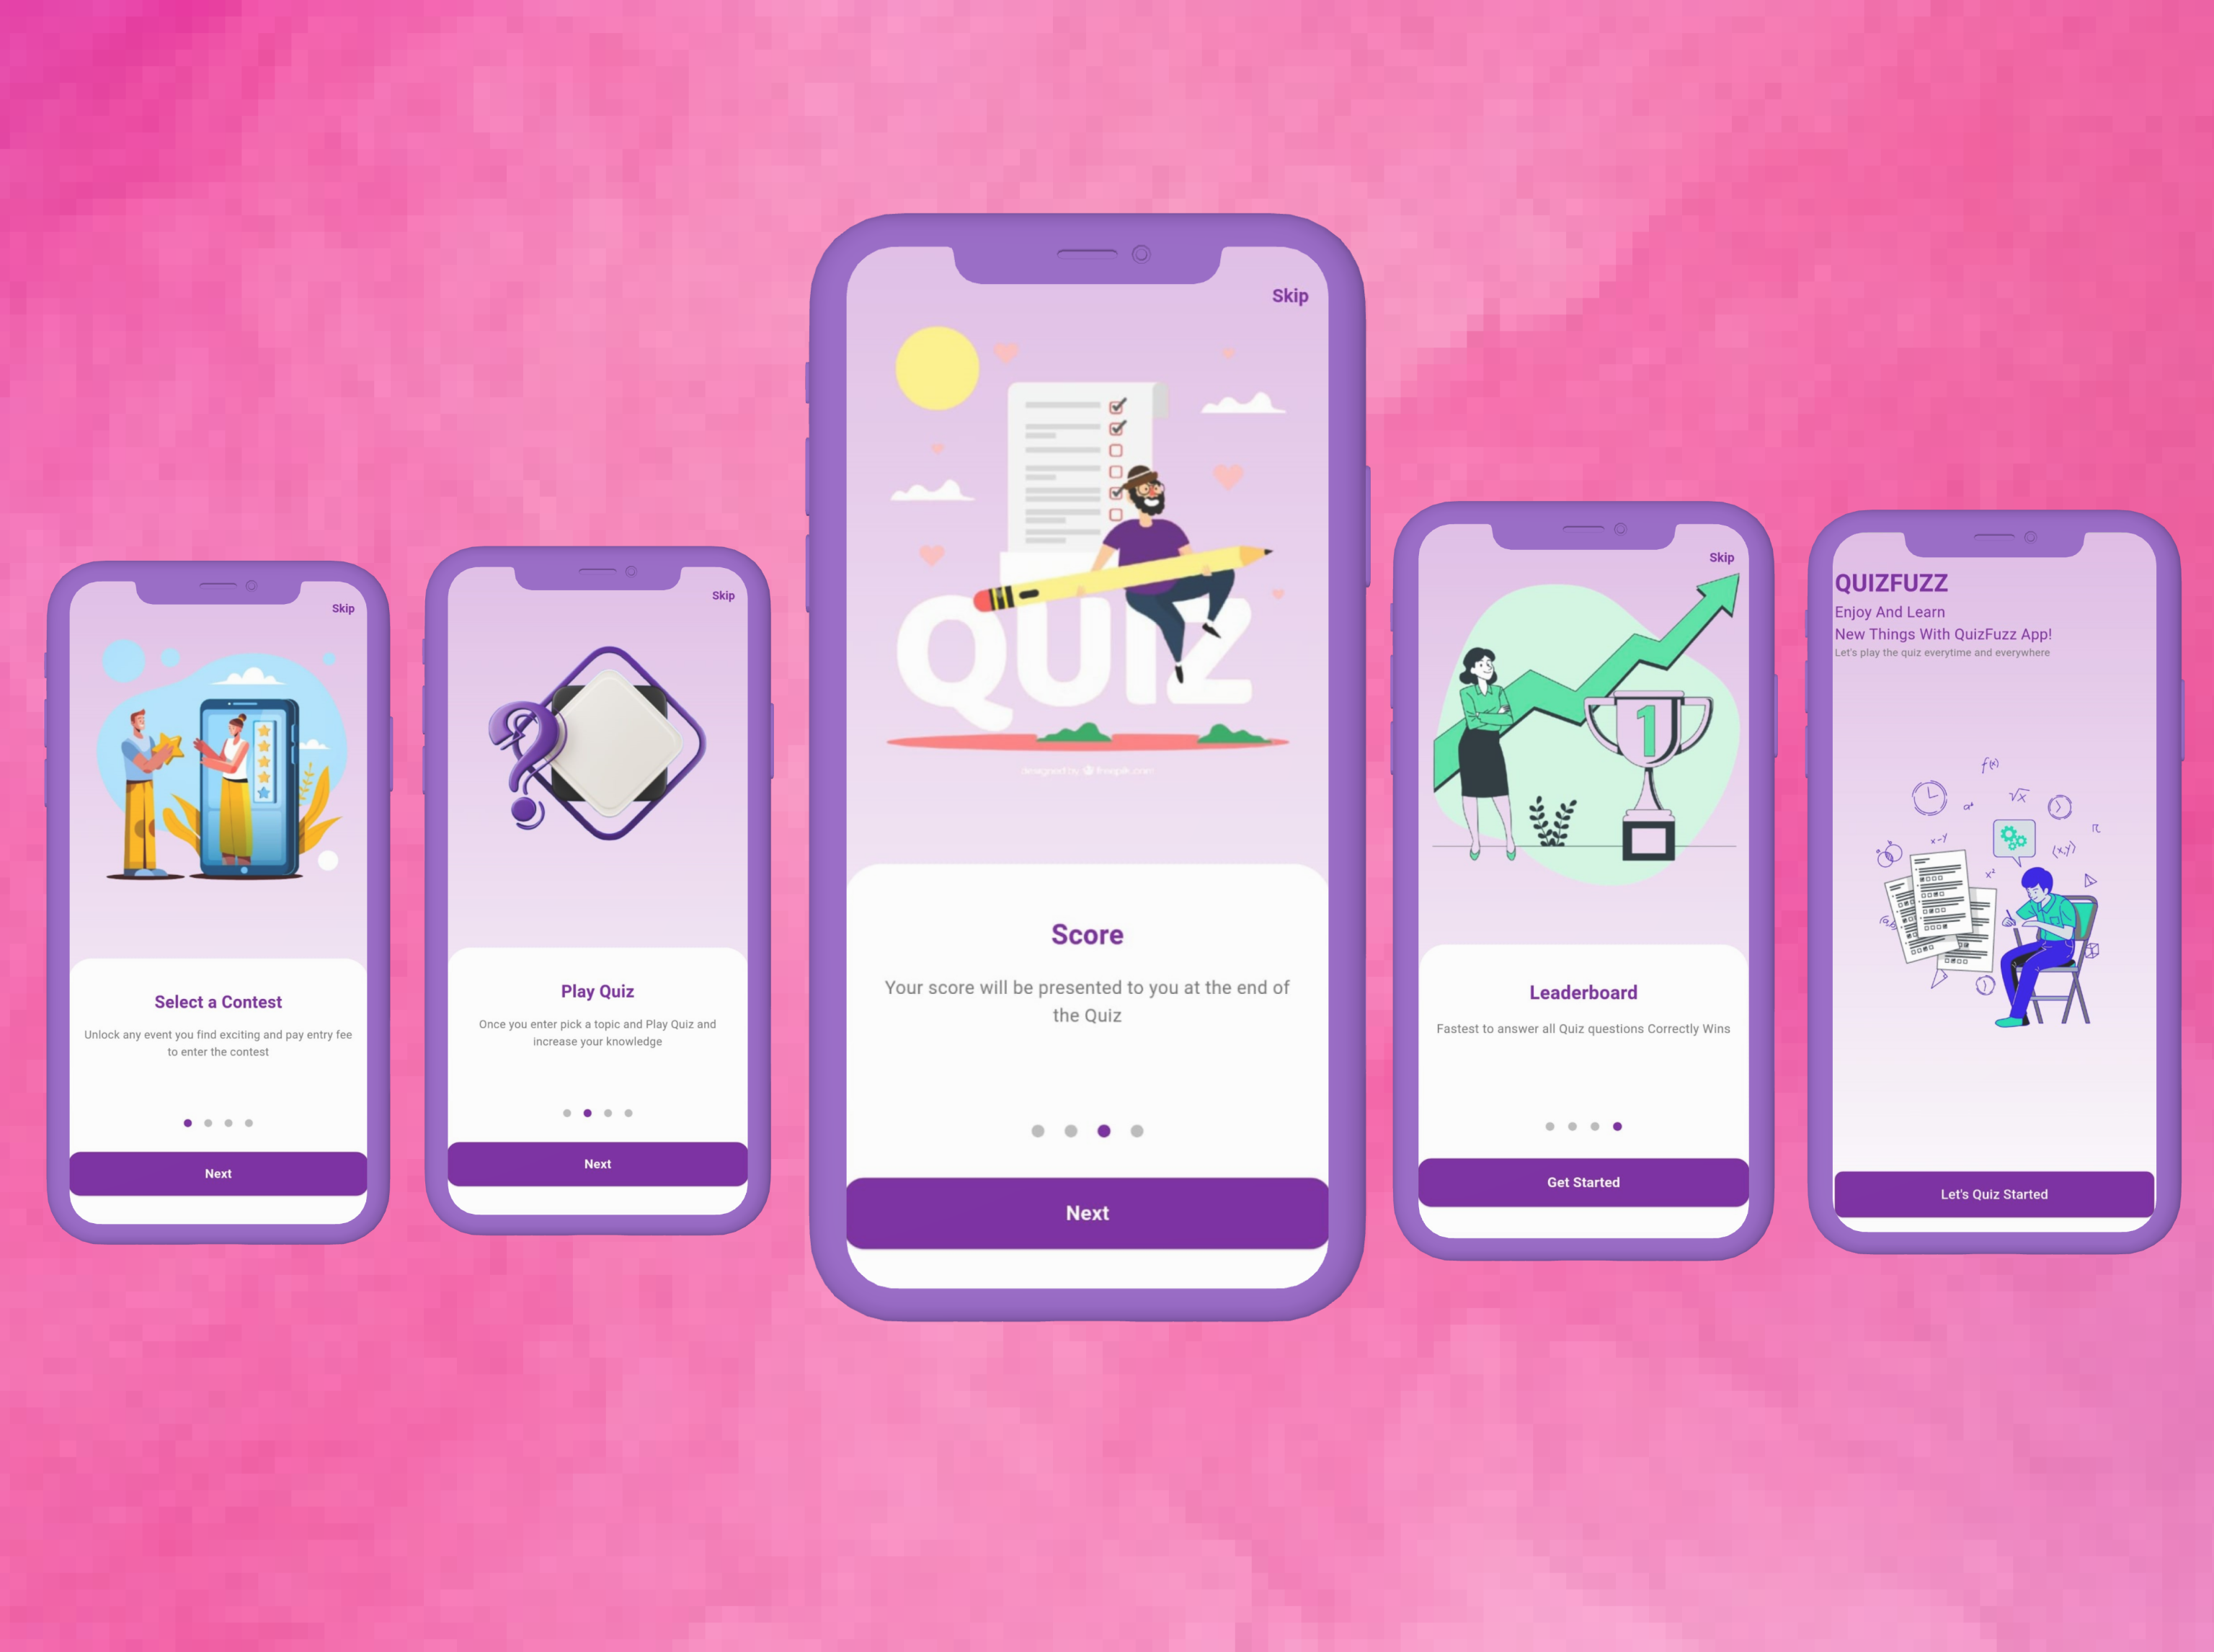 Skip
Select a Contest
Unlock any event you find exciting and pay entry fee
to enter the contest
Next
Skip
Play Quiz
Once you enter pick a topic and Play Quiz and
increase your knowledge
Next
Skip
QUIZ
designed by freepik.com
Score
Your score will be presented to you at the end of
the Quiz
Next
Skip
1
Leaderboard
Fastest to answer all Quiz questions Correctly Wins
Get Started
QUIZFUZZ
Enjoy And Learn
New Things With QuizFuzz App!
Let's play the quiz everytime and everywhere
f(x)
√x
a*
x-y
π
(x,y)
x²
Let's Quiz Started